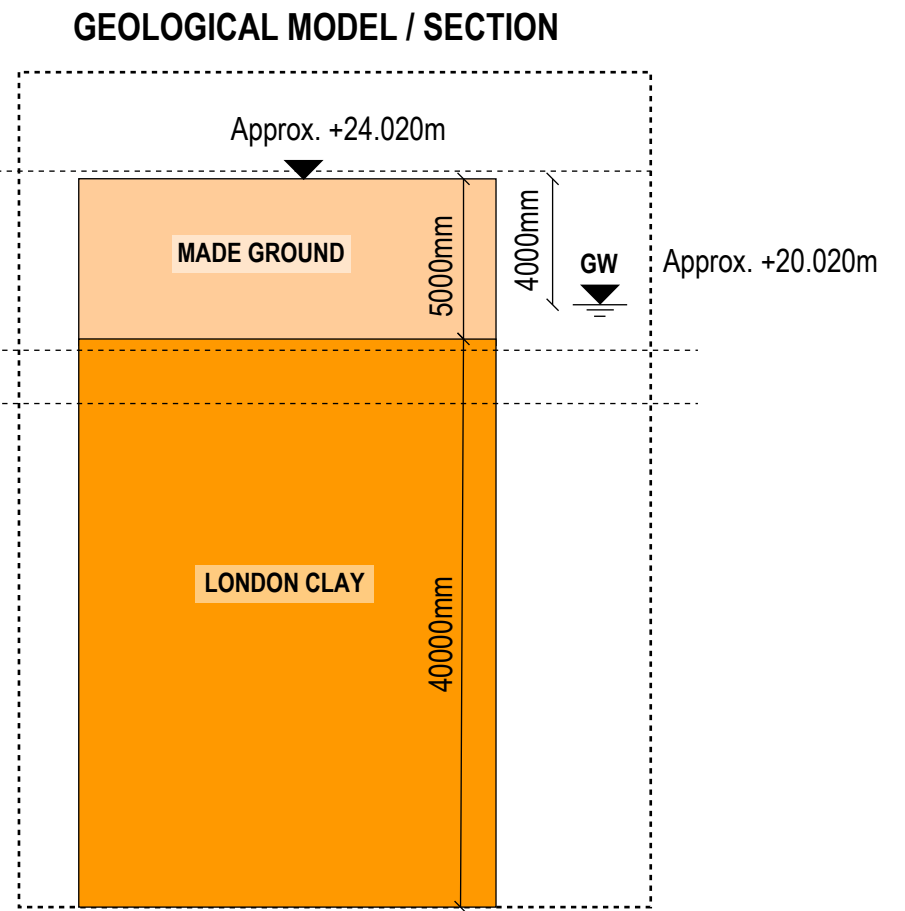 GEOLOGICAL MODEL / SECTION
Approx. +24.020m
MADE GROUND
5000mm
4000mm
GW
Approx. +20.020m
LONDON CLAY
40000mm